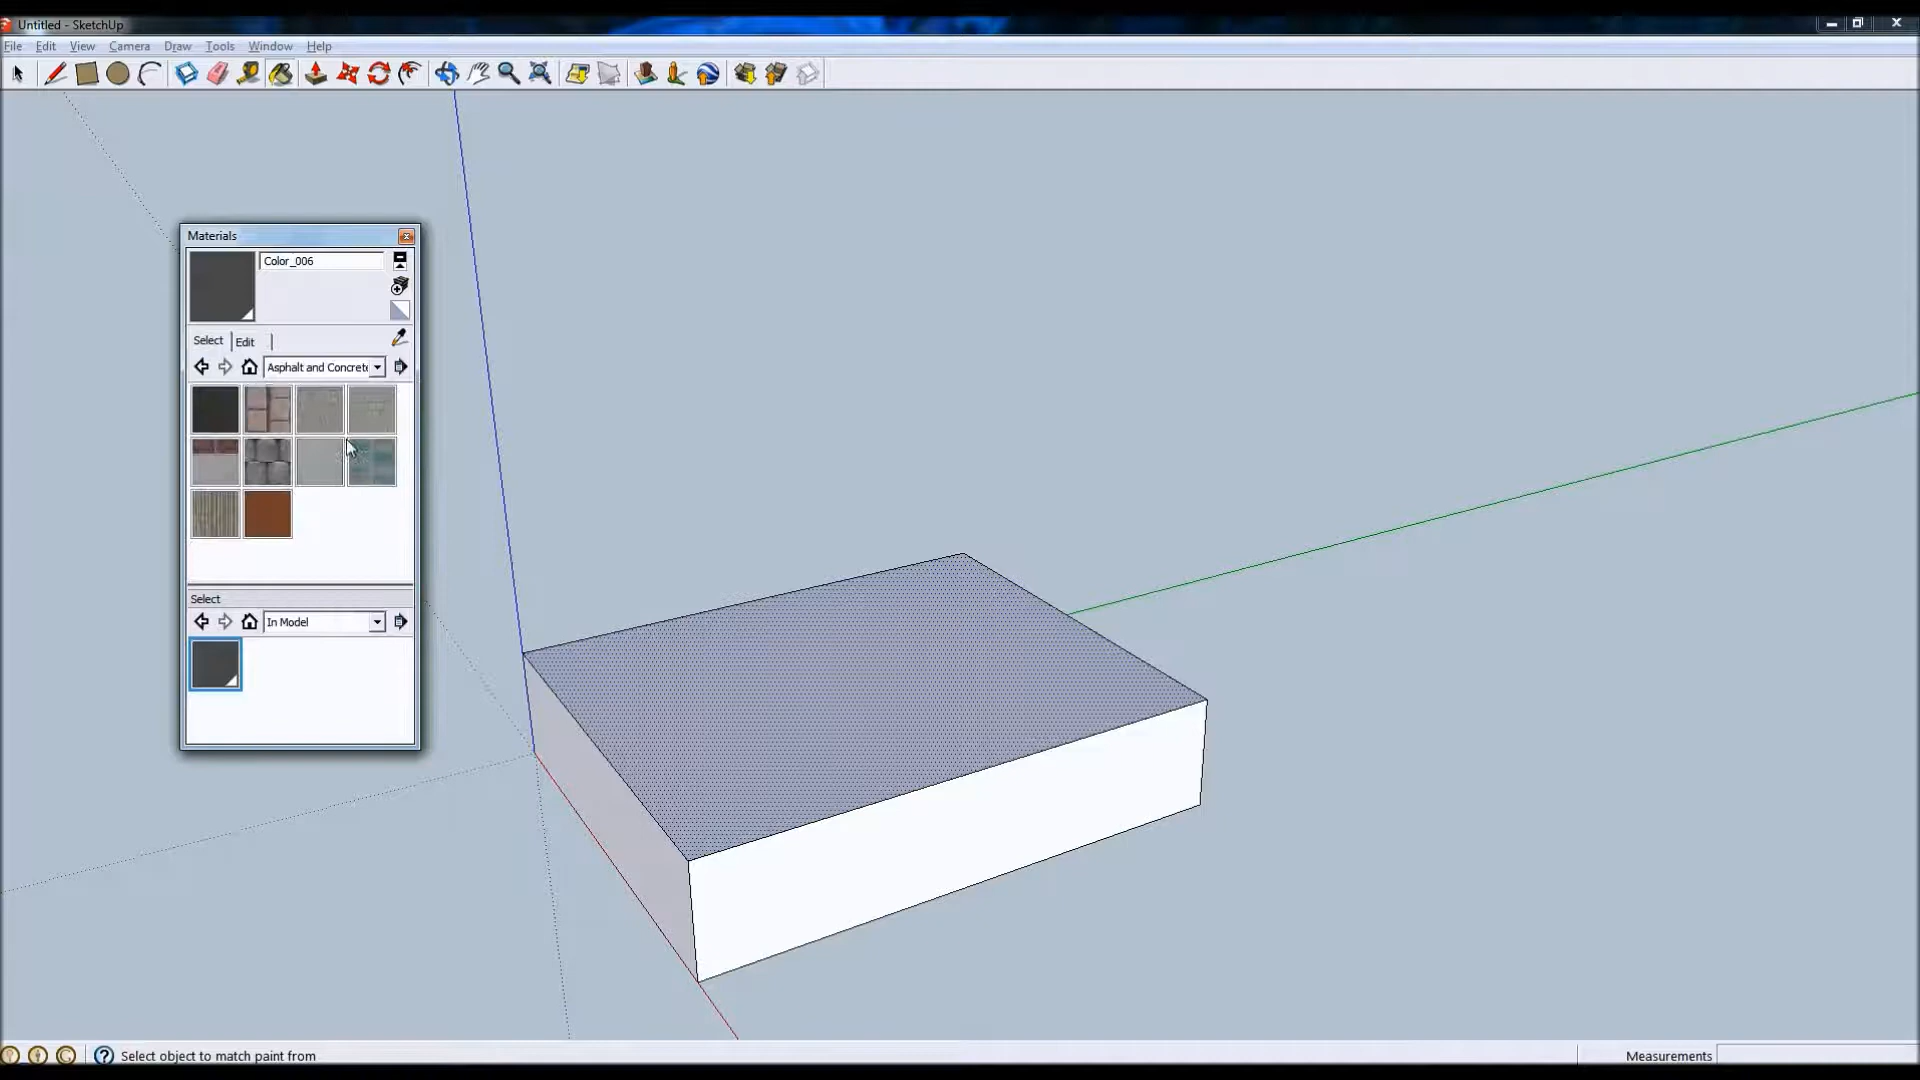 Untitled - SketchUp
File Edit View Camera Draw Tools Window Help
Materials
Color_006
Select Edit
Asphalt and Concrete
Select
In Model
Select object to match paint from
Measurements